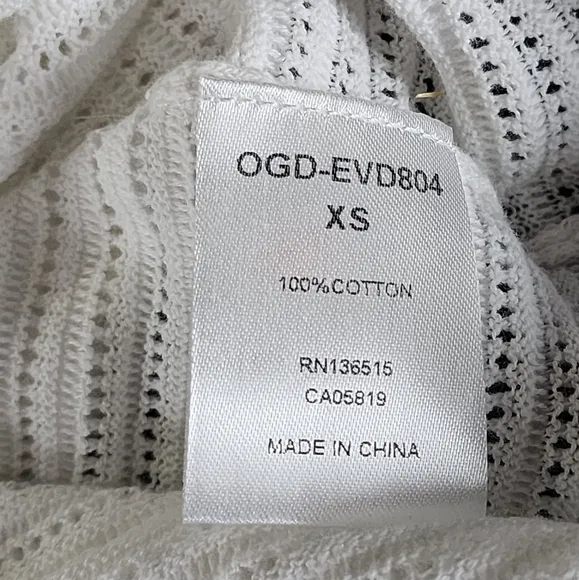 OGD-EVD804
XS
100%COTTON
RN136515
CA05819
MADE IN CHINA